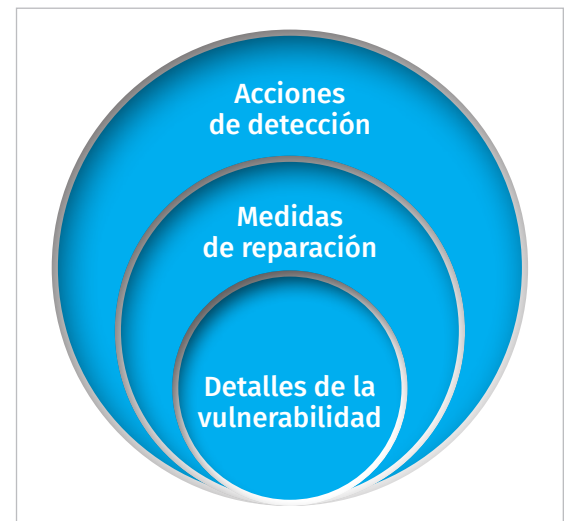 Acciones
de detección
Medidas
de reparación
Detalles de la
vulnerabilidad